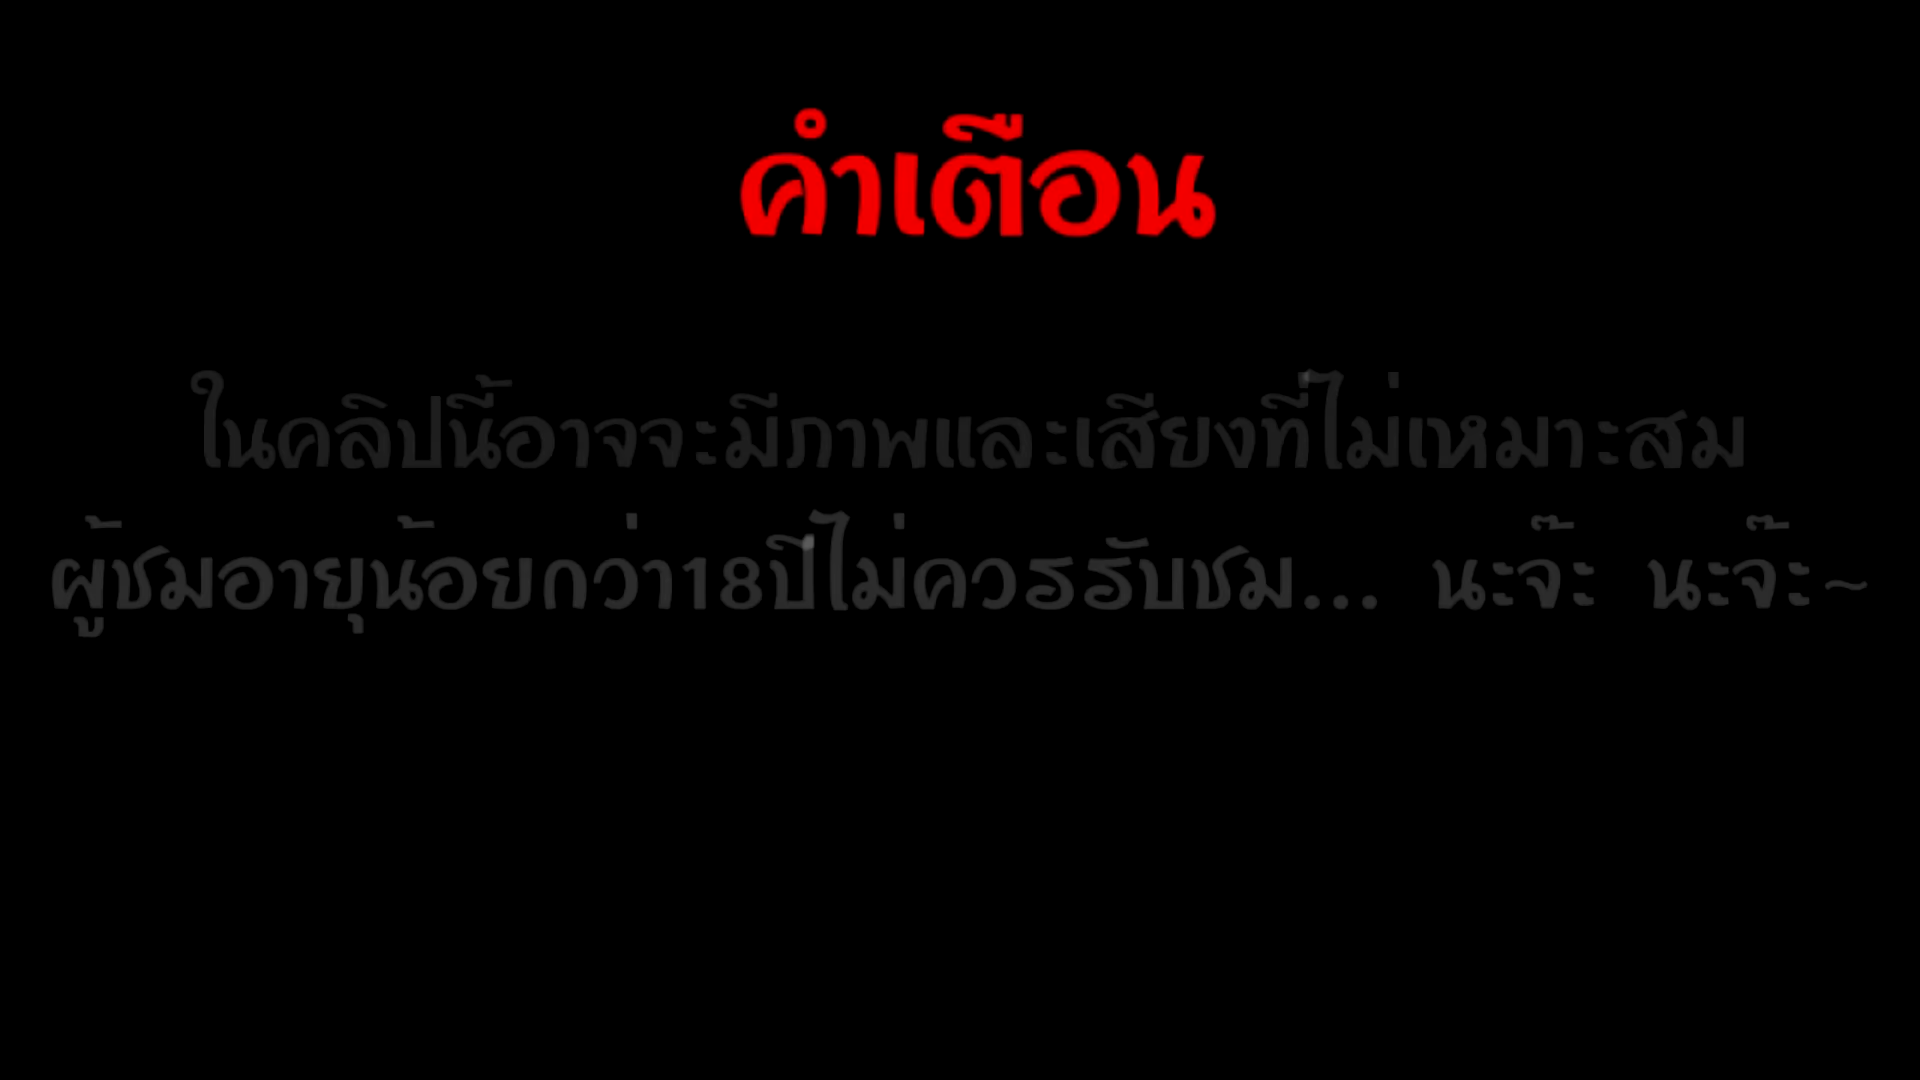 คำเตือน
ในคลิปนี้อาจจะมีภาพและเสียงที่ไม่เหมาะสม
ผู้ชมอายุน้อยกว่า18ปีไม่ควรรับชม... นะจ๊ะ นะจ๊ะ~